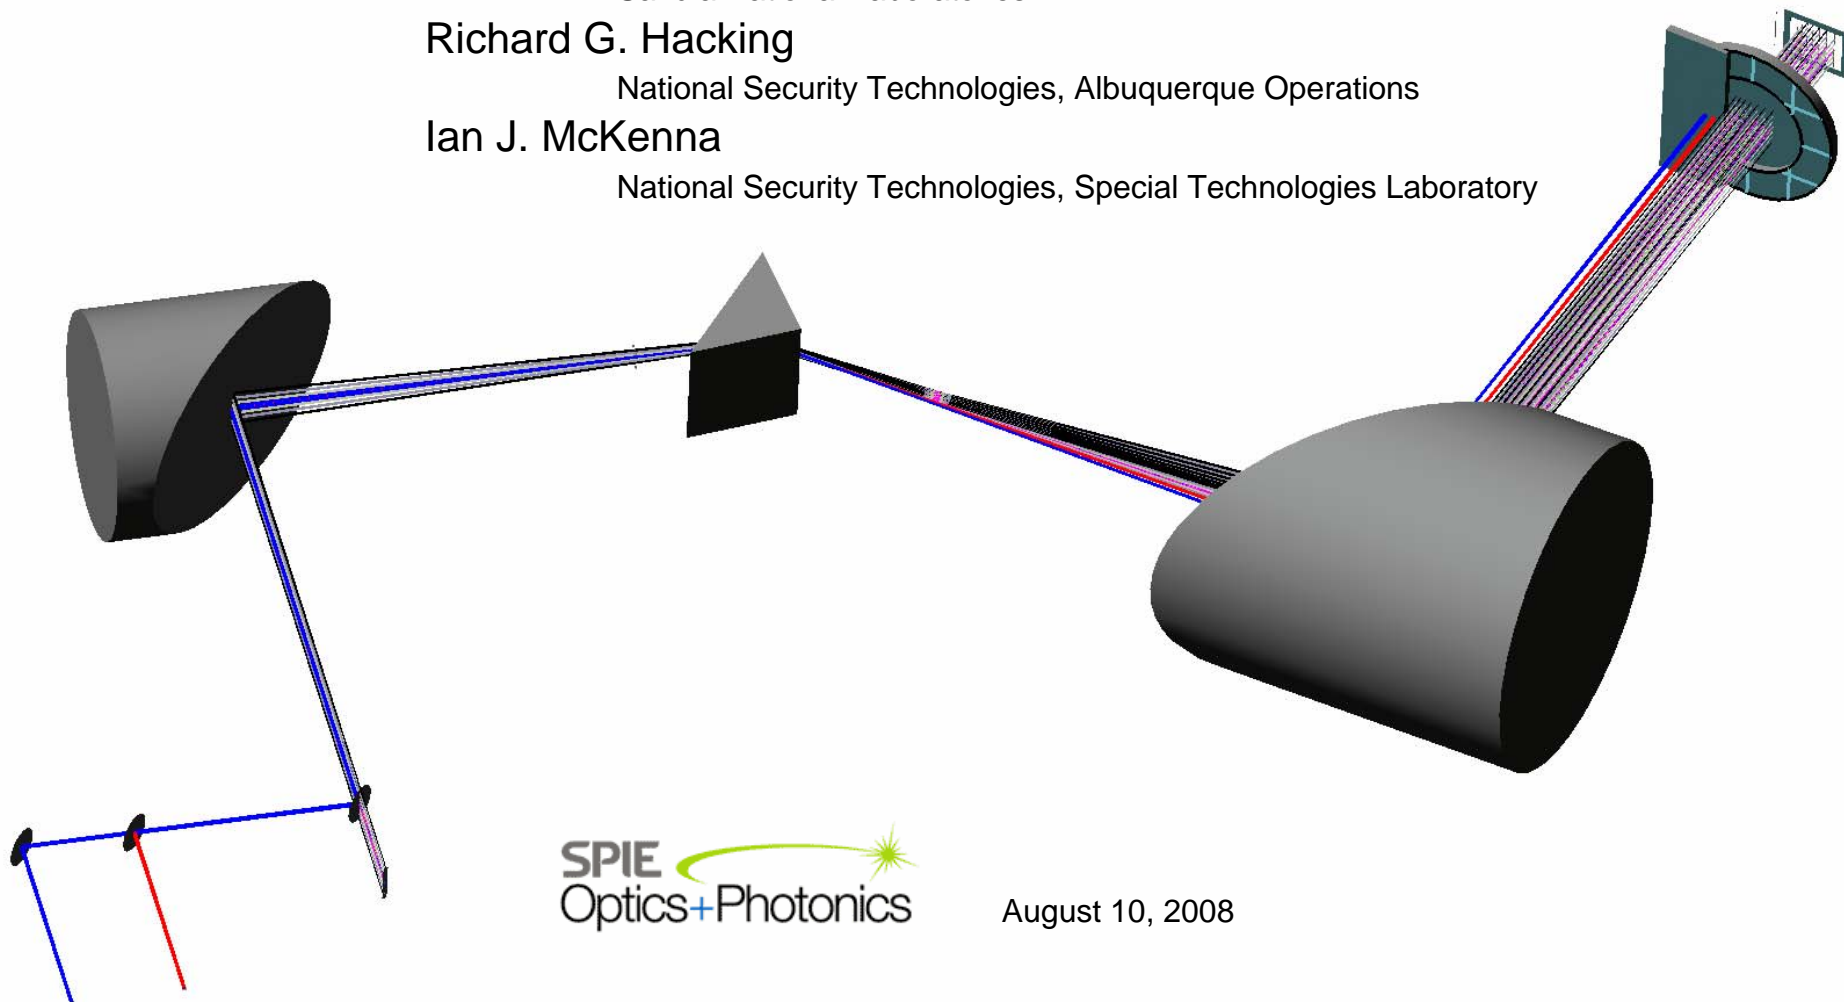 Richard G. Hacking
National Security Technologies, Albuquerque Operations
Ian J. McKenna
National Security Technologies, Special Technologies Laboratory
SPIE
Optics+Photonics
August 10, 2008